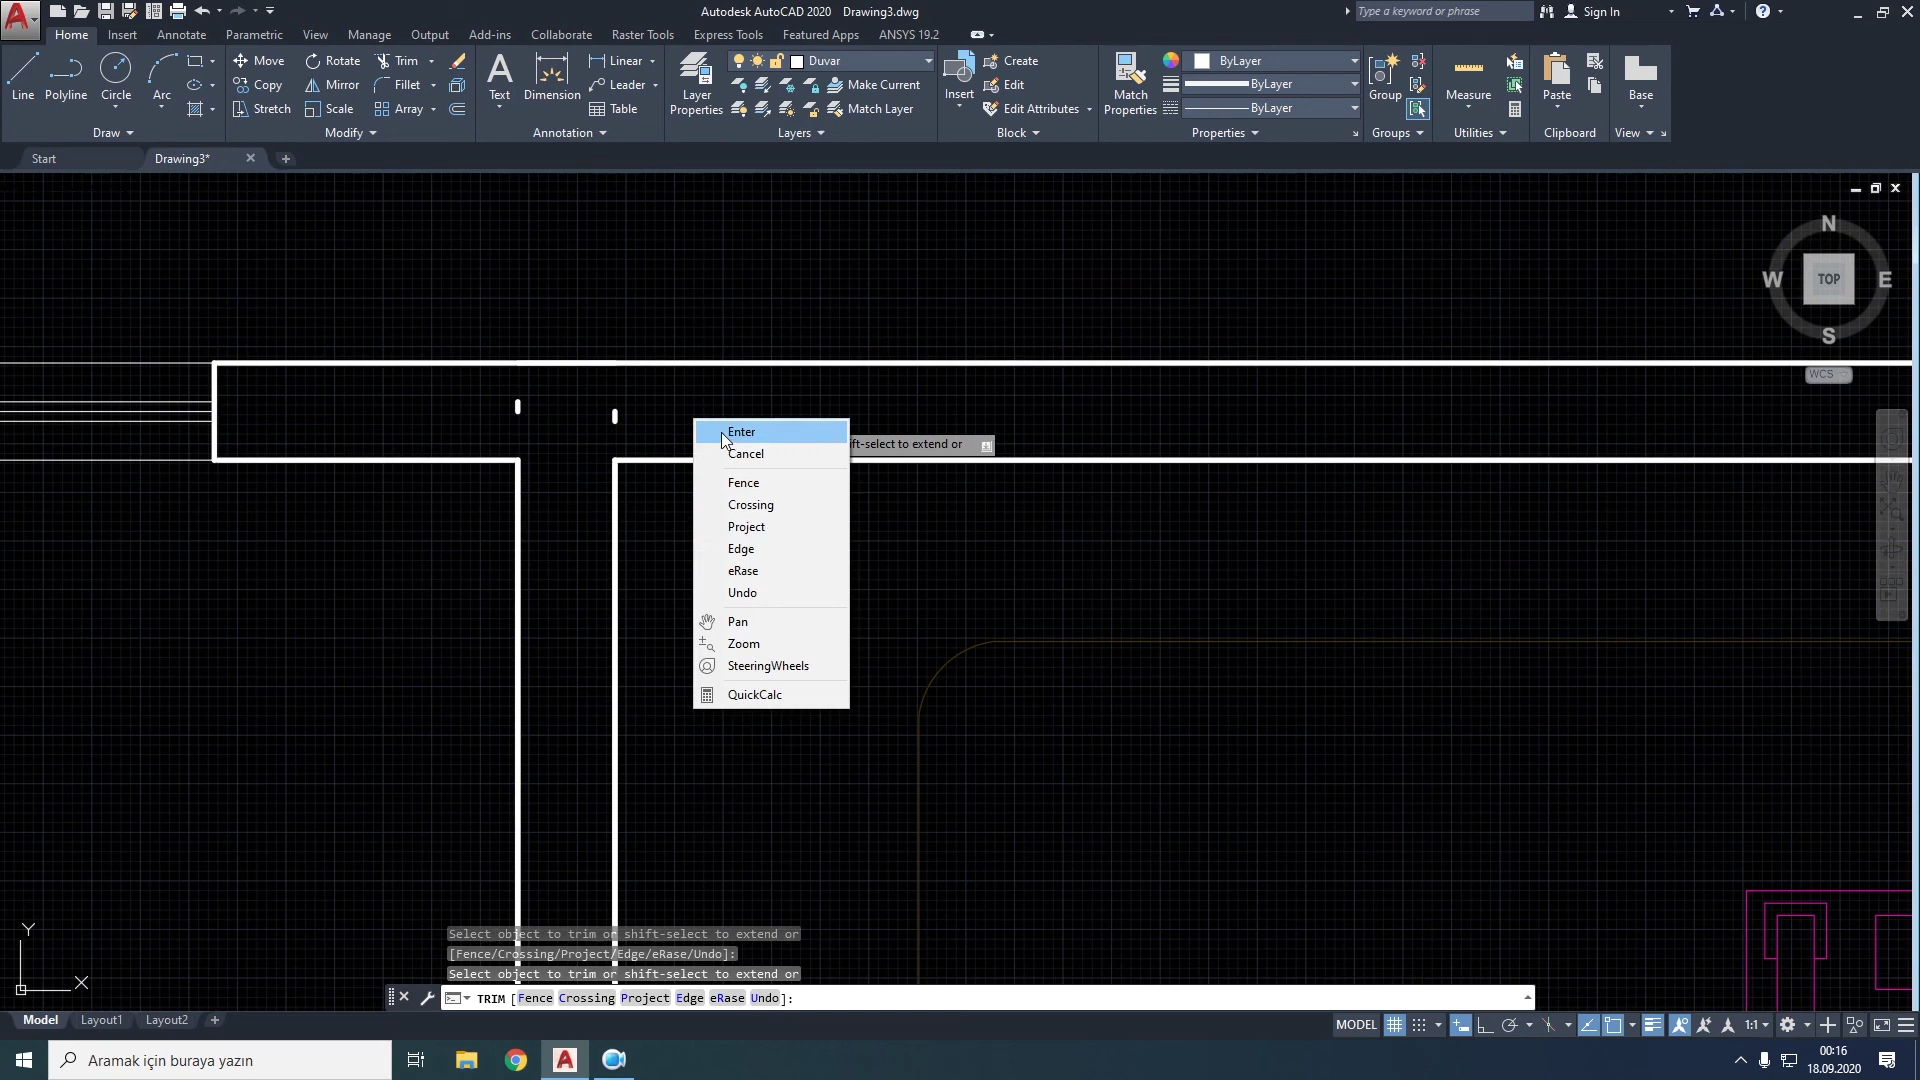 Autodesk AutoCAD 2020 Drawing3.dwg
Type a keyword or phrase
Sign In
Home Insert Annotate Parametric View Manage Output Add-ins Collaborate Raster Tools Express Tools Featured Apps ANSYS 19.2
Line Polyline Circle Arc
Draw
Move Rotate Trim
Copy Mirror Fillet
Stretch Scale Array
Modify
Text Dimension
Linear
Leader
Table
Annotation
Layer Properties
Duvar
Make Current
Match Layer
Layers
Insert
Create
Edit
Edit Attributes
Block
Match Properties
ByLayer
ByLayer
ByLayer
Properties
Group
Groups
Measure
Utilities
Paste
Clipboard
Base
View
Start Drawing3*
N
W TOP E
S
WCS
Enter
Cancel
Fence
Crossing
Project
Edge
eRase
Undo
Pan
Zoom
SteeringWheels
QuickCalc
ift-select to extend or
Y
X
Select object to trim or shift-select to extend or
[Fence/Crossing/Project/Edge/eRase/Undo]:
Select object to trim or shift-select to extend or
TRIM [Fence Crossing Project Edge eRase Undo]:
Model Layout1 Layout2
MODEL 1:1
Aramak için buraya yazın
00:16
18.09.2020